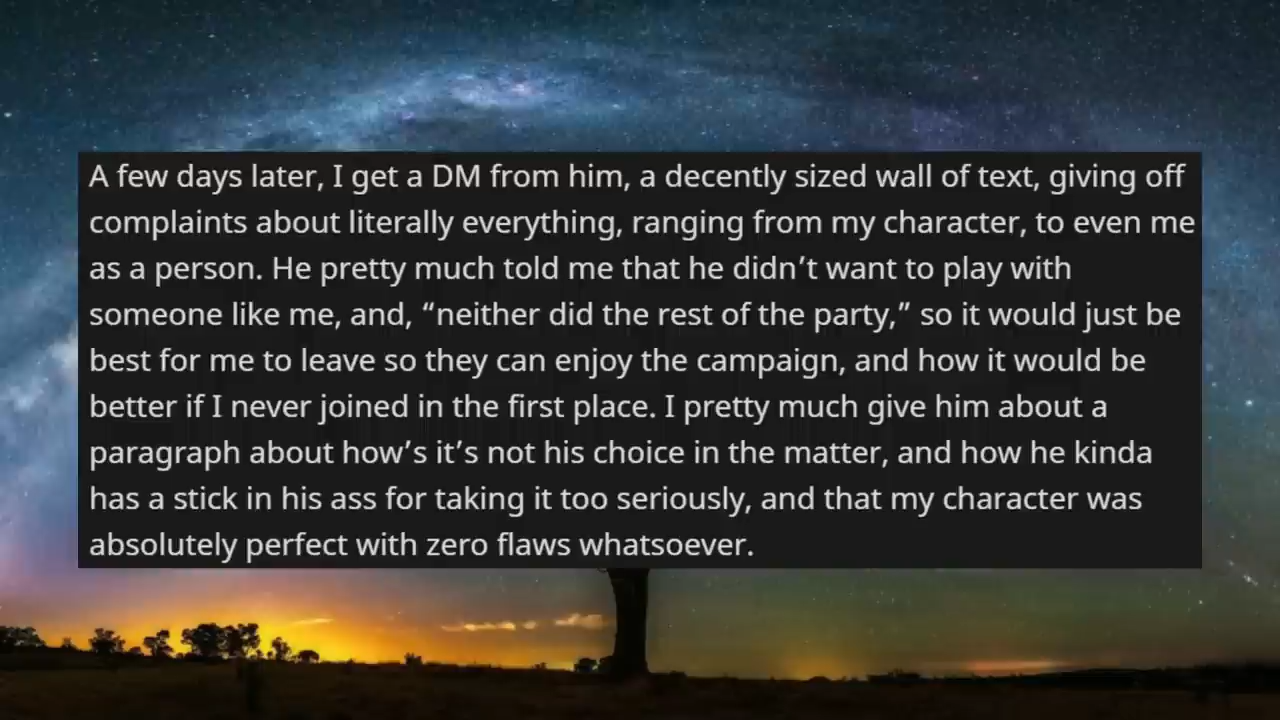 A few days later, I get a DM from him, a decently sized wall of text, giving off
complaints about literally everything, ranging from my character, to even me
as a person. He pretty much told me that he didn’t want to play with
someone like me, and, “neither did the rest of the party,” so it would just be
best for me to leave so they can enjoy the campaign, and how it would be
better if I never joined in the first place. I pretty much give him about a
paragraph about how’s it’s not his choice in the matter, and how he kinda
has a stick in his ass for taking it too seriously, and that my character was
absolutely perfect with zero flaws whatsoever.